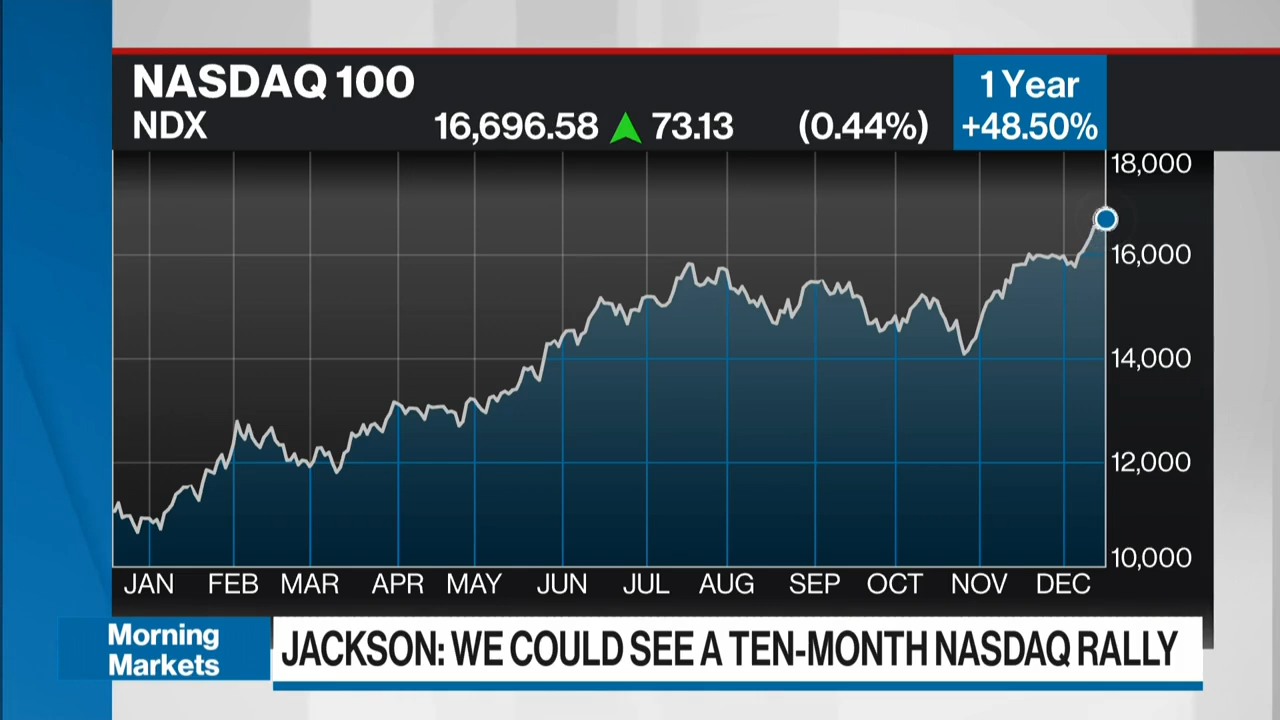 NASDAQ 100
NDX 16,696.58 ▲ 73.13 (0.44%)
1 Year
+48.50%
18,000
16,000
14,000
12,000
10,000
JAN FEB MAR APR MAY JUN JUL AUG SEP OCT NOV DEC
Morning
Markets
JACKSON: WE COULD SEE A TEN-MONTH NASDAQ RALLY